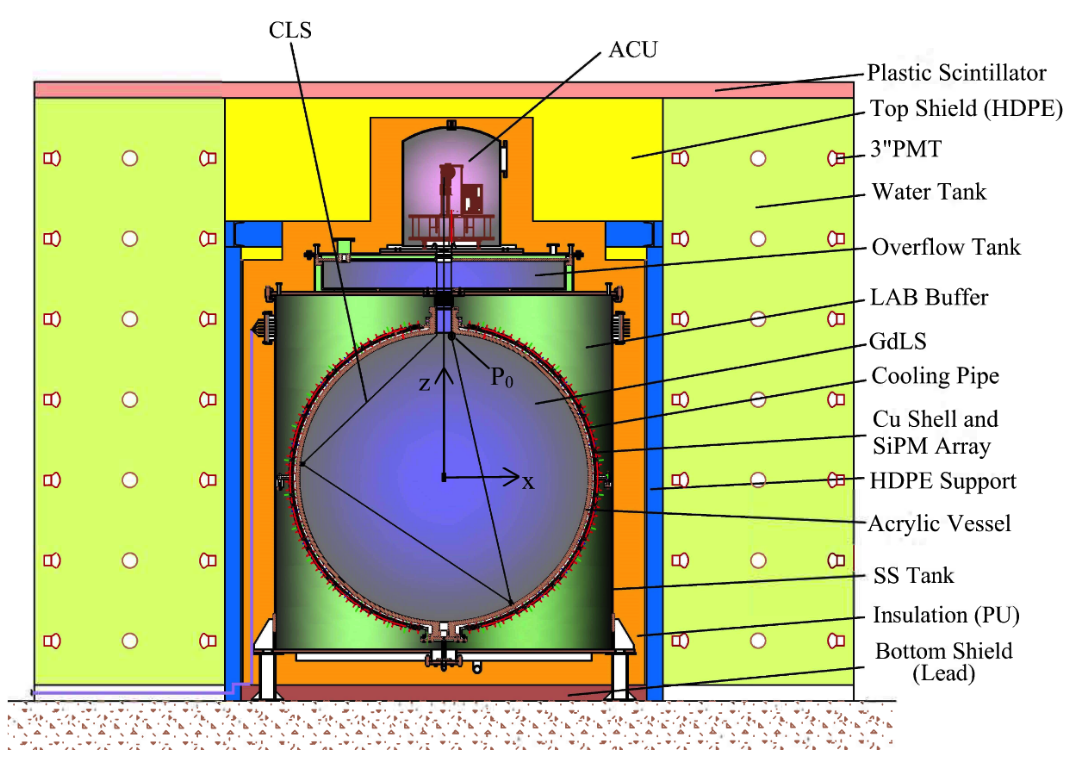 CLS
ACU
Plastic Scintillator
Top Shield (HDPE)
3"PMT
Water Tank
Overflow Tank
LAB Buffer
GdLS
Cooling Pipe
Cu Shell and
SiPM Array
HDPE Support
Acrylic Vessel
SS Tank
Insulation (PU)
Bottom Shield
(Lead)
P0
z
x